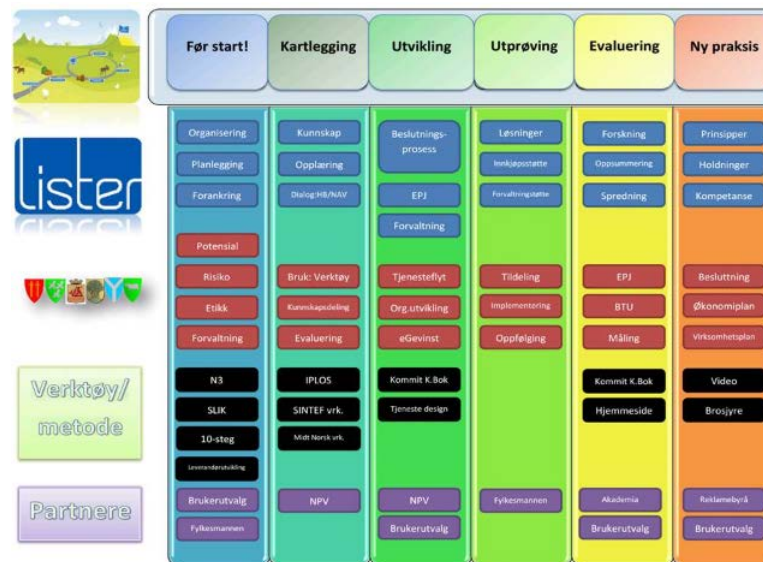 Før start!
Kartlegging
Utvikling
Utprøving
Evaluering
Ny praksis
Lister
Verktøy/
metode
Partnere
Organisering
Planlegging
Forankring
Potensial
Risiko
Etikk
Forvaltning
N3
SLIK
10-steg
Leverandørutvikling
Brukerutvalg
Fylkesmannen
Kunnskap
Opplæring
Dialog:HB/NAV
Bruk: Verktøy
Kunnskapsdeling
Evaluering
IPLOS
SINTEF vrk.
Midt Norsk vrk.
NPV
Beslutnings-
prosess
EPJ
Forvaltning
Tjenesteflyt
Org.utvikling
eGevinst
Kommit K.Bok
Tjeneste design
NPV
Brukerutvalg
Løsninger
Innkjøpsstøtte
Forvaltningstøtte
Tildeling
Implementering
Oppfølging
Fylkesmannen
Forskning
Oppsummering
Spredning
EPJ
BTU
Måling
Kommit K.Bok
Hjemmeside
Akademia
Brukerutvalg
Prinsipper
Holdninger
Kompetanse
Besluttning
Økonomiplan
Virksomhetsplan
Video
Brosjyre
Reklamebyrå
Brukerutvalg